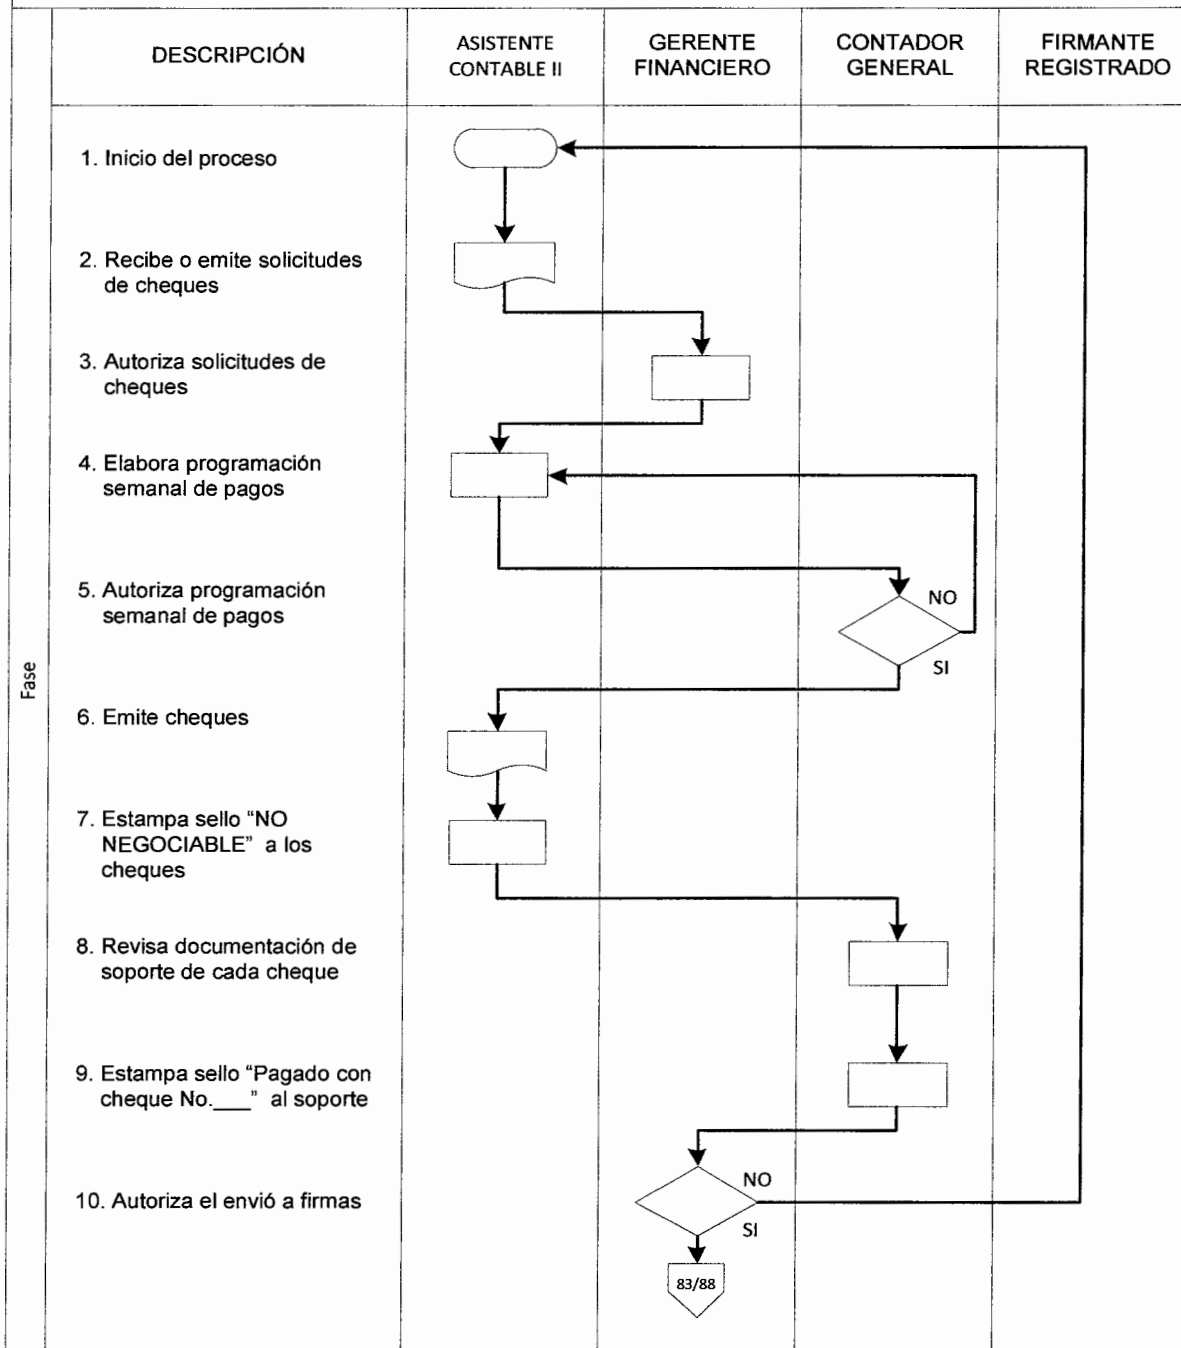 DESCRIPCIÓN
ASISTENTE
CONTABLE II
GERENTE
FINANCIERO
CONTADOR
GENERAL
FIRMANTE
REGISTRADO
Fase
1. Inicio del proceso
2. Recibe o emite solicitudes
de cheques
3. Autoriza solicitudes de
cheques
4. Elabora programación
semanal de pagos
5. Autoriza programación
semanal de pagos
NO
SI
6. Emite cheques
7. Estampa sello “NO
NEGOCIABLE” a los
cheques
8. Revisa documentación de
soporte de cada cheque
9. Estampa sello “Pagado con
cheque No.___” al soporte
10. Autoriza el envió a firmas
NO
SI
83/88